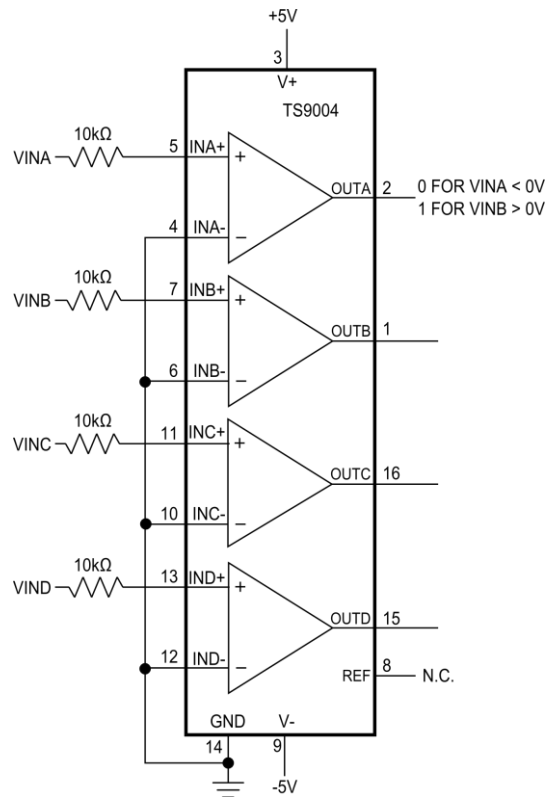 +5V
3
V+
TS9004
10kΩ
VINA
5
INA+
+
OUTA
2
0 FOR VINA < 0V
1 FOR VINB > 0V
4
INA-
−
10kΩ
VINB
7
INB+
+
OUTB
1
6
INB-
−
10kΩ
VINC
11
INC+
+
OUTC
16
10
INC-
−
10kΩ
VIND
13
IND+
+
OUTD
15
12
IND-
−
REF
8
N.C.
GND
V-
14
9
-5V